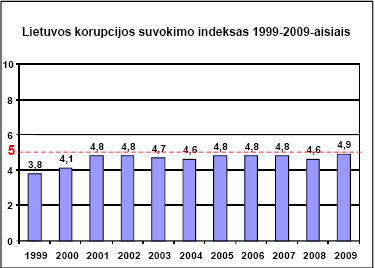 Lietuvos korupcijos suvokimo indeksas 1999-2009-aisiais
10
8
6
5
4
2
0
3,8 4,1 4,8 4,8 4,7 4,6 4,8 4,8 4,8 4,6 4,9
1999 2000 2001 2002 2003 2004 2005 2006 2007 2008 2009